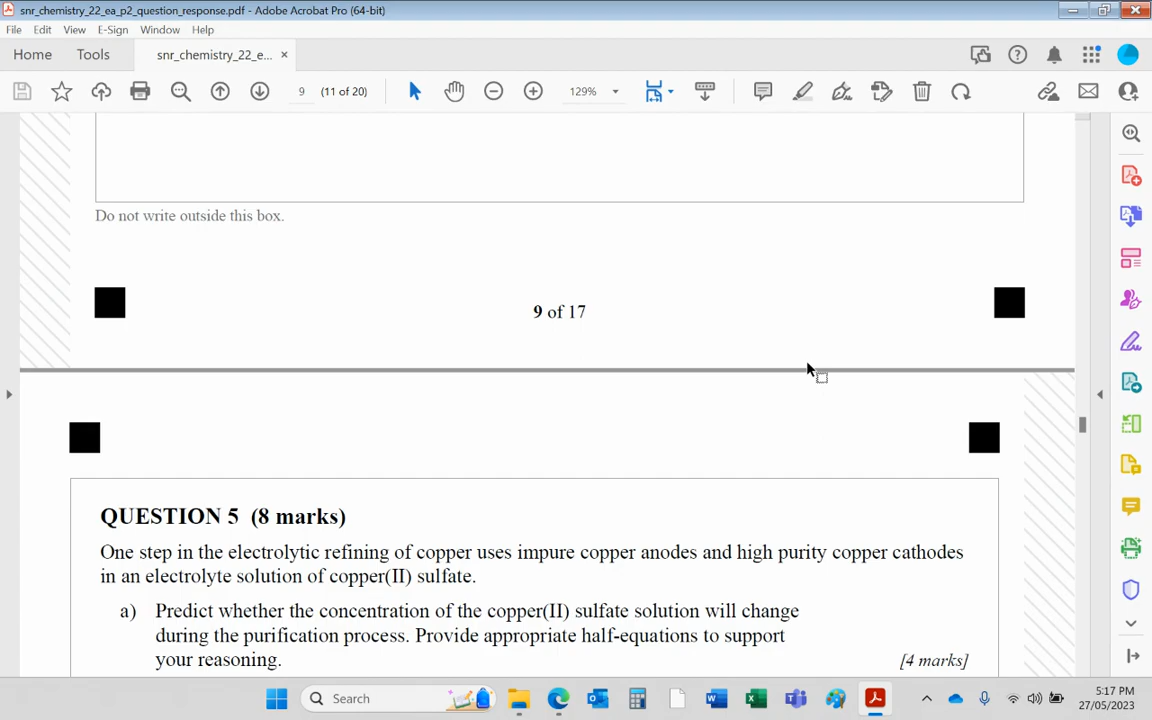 snr_chemistry_22_ea_p2_question_response.pdf - Adobe Acrobat Pro (64-bit)
File Edit View E-Sign Window Help
Home Tools snr_chemistry_22_e... ×
9 (11 of 20) 129%
Do not write outside this box.
9 of 17
QUESTION 5 (8 marks)
One step in the electrolytic refining of copper uses impure copper anodes and high purity copper cathodes
in an electrolyte solution of copper(II) sulfate.
a) Predict whether the concentration of the copper(II) sulfate solution will change
during the purification process. Provide appropriate half-equations to support
your reasoning. [4 marks]
Search
5:17 PM
27/05/2023